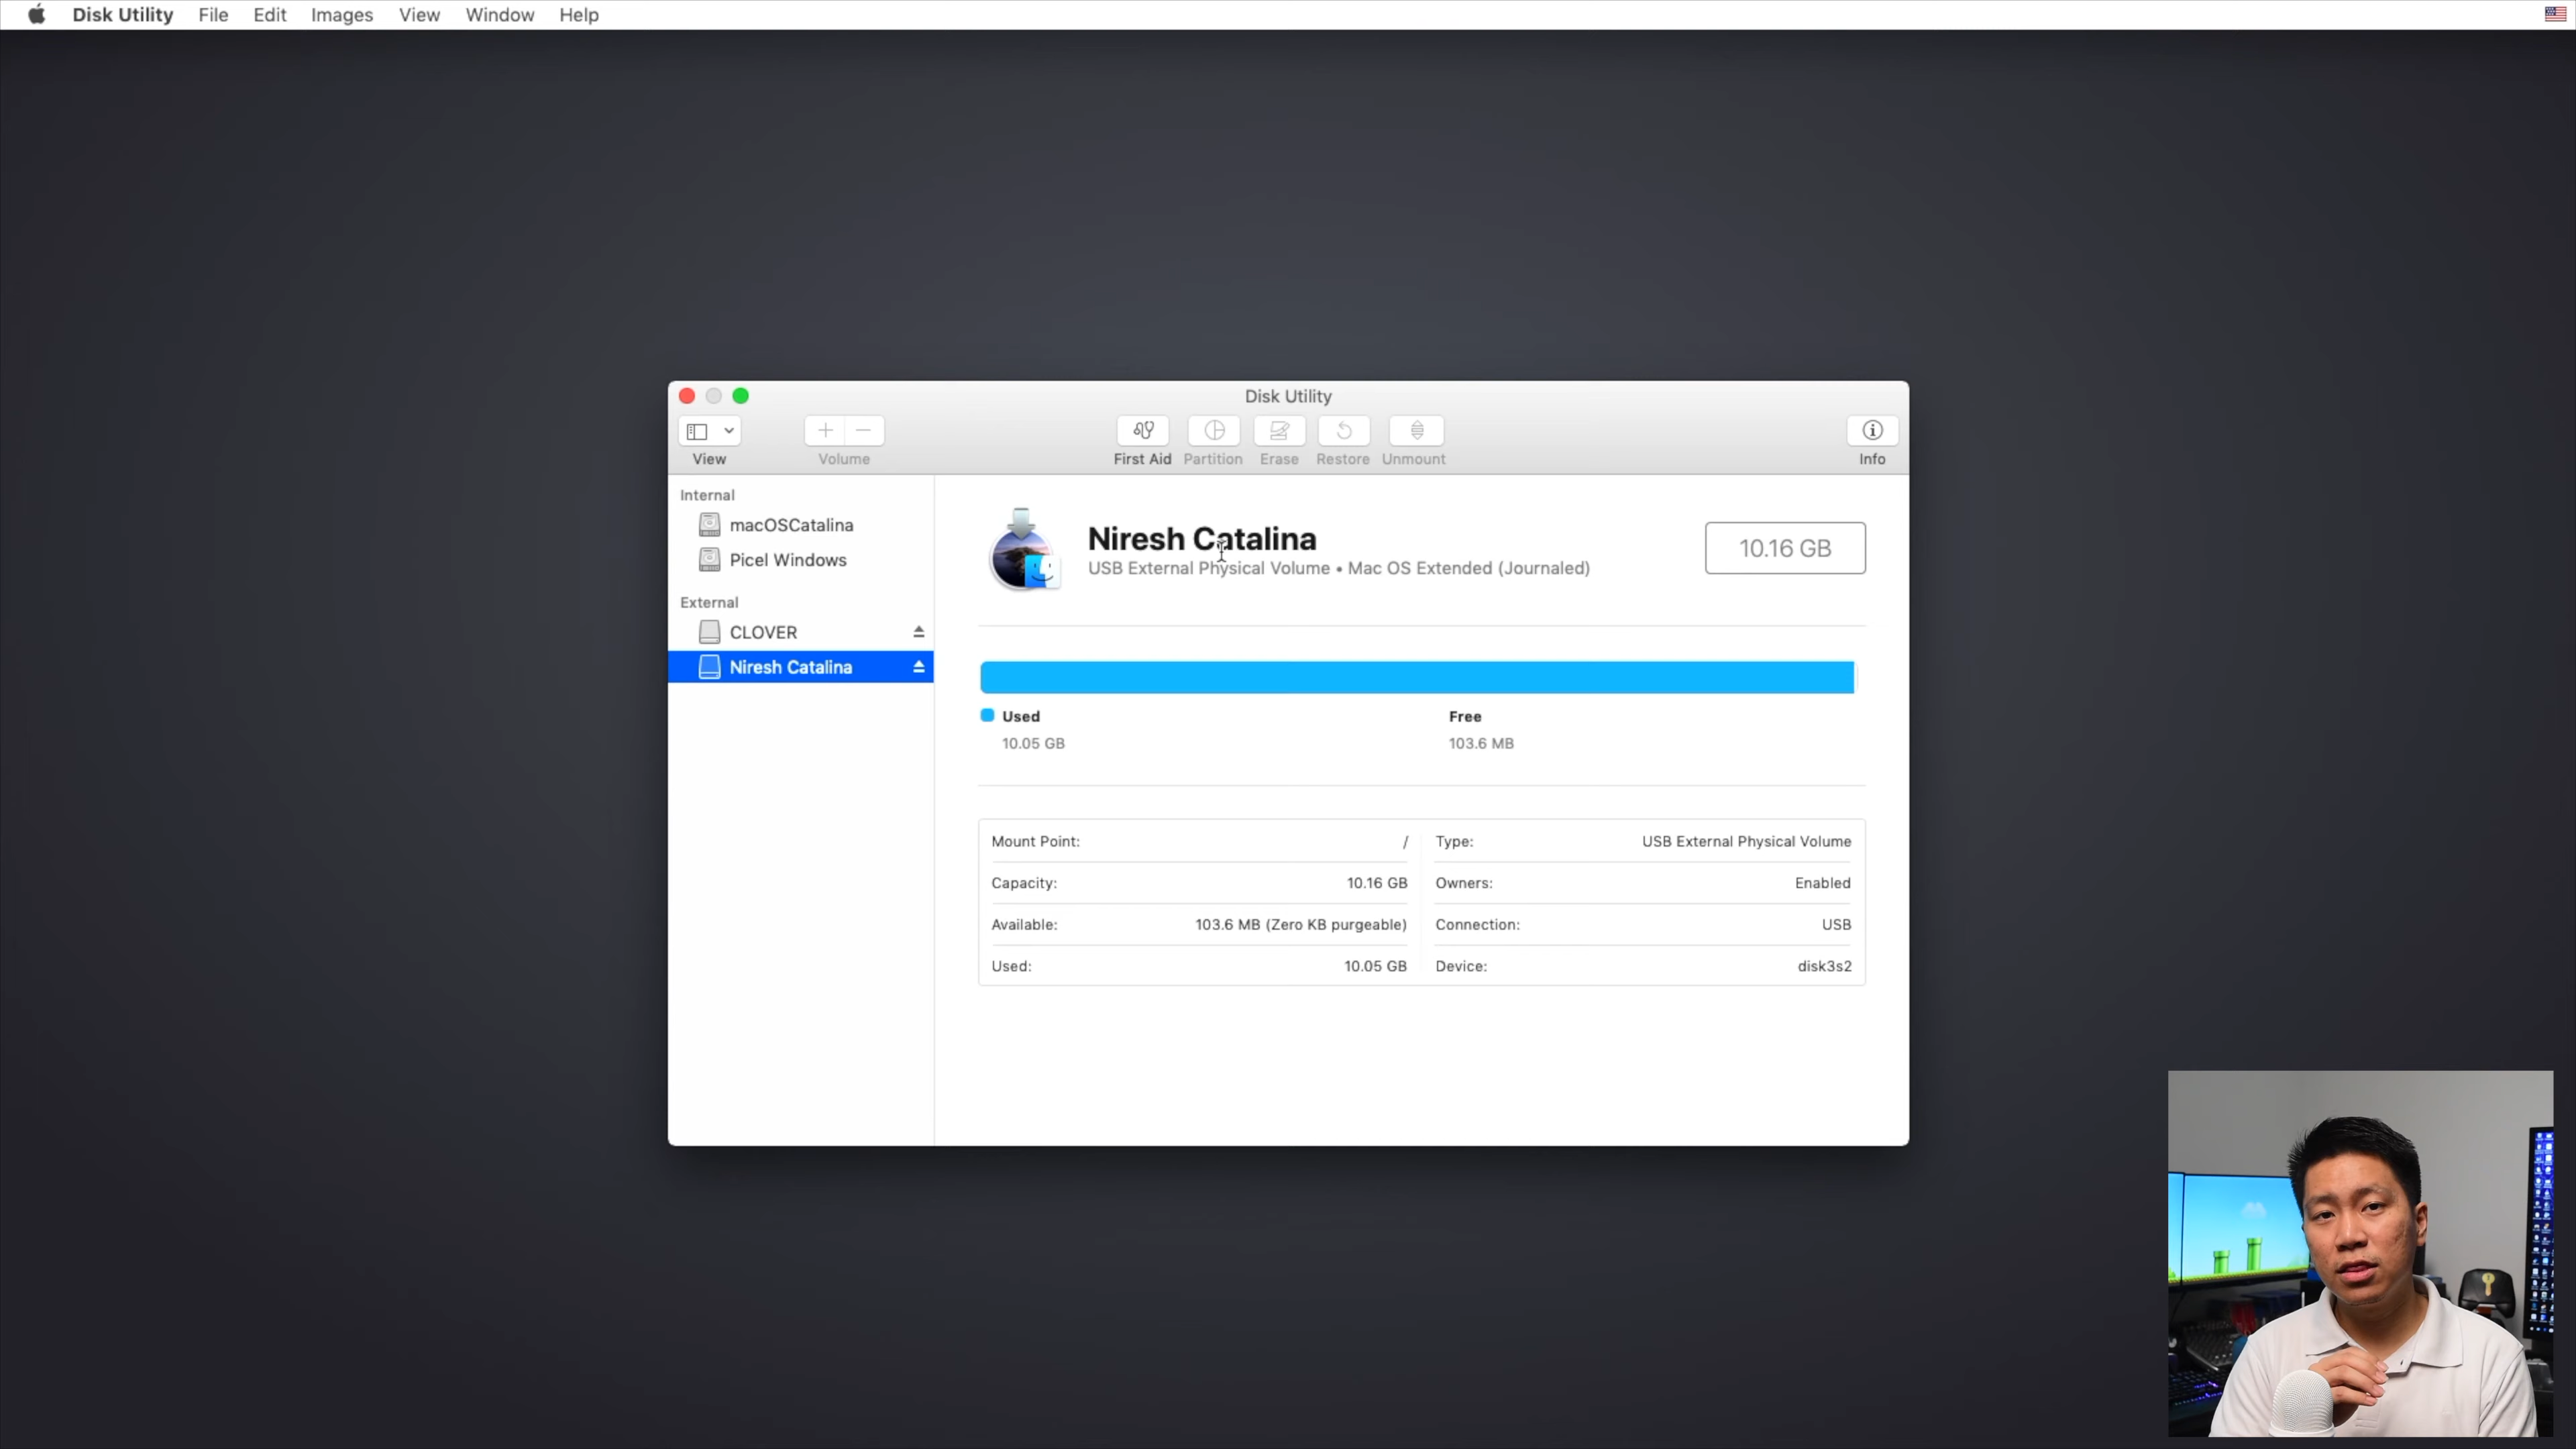 Disk Utility File Edit Images View Window Help
Disk Utility
View Volume First Aid Partition Erase Restore Unmount Info
Internal
macOSCatalina
Picel Windows
External
CLOVER
Niresh Catalina
Niresh Catalina
USB External Physical Volume • Mac OS Extended (Journaled)
10.16 GB
Used
10.05 GB
Free
103.6 MB
Mount Point: /
Capacity: 10.16 GB
Available: 103.6 MB (Zero KB purgeable)
Used: 10.05 GB
Type: USB External Physical Volume
Owners: Enabled
Connection: USB
Device: disk3s2